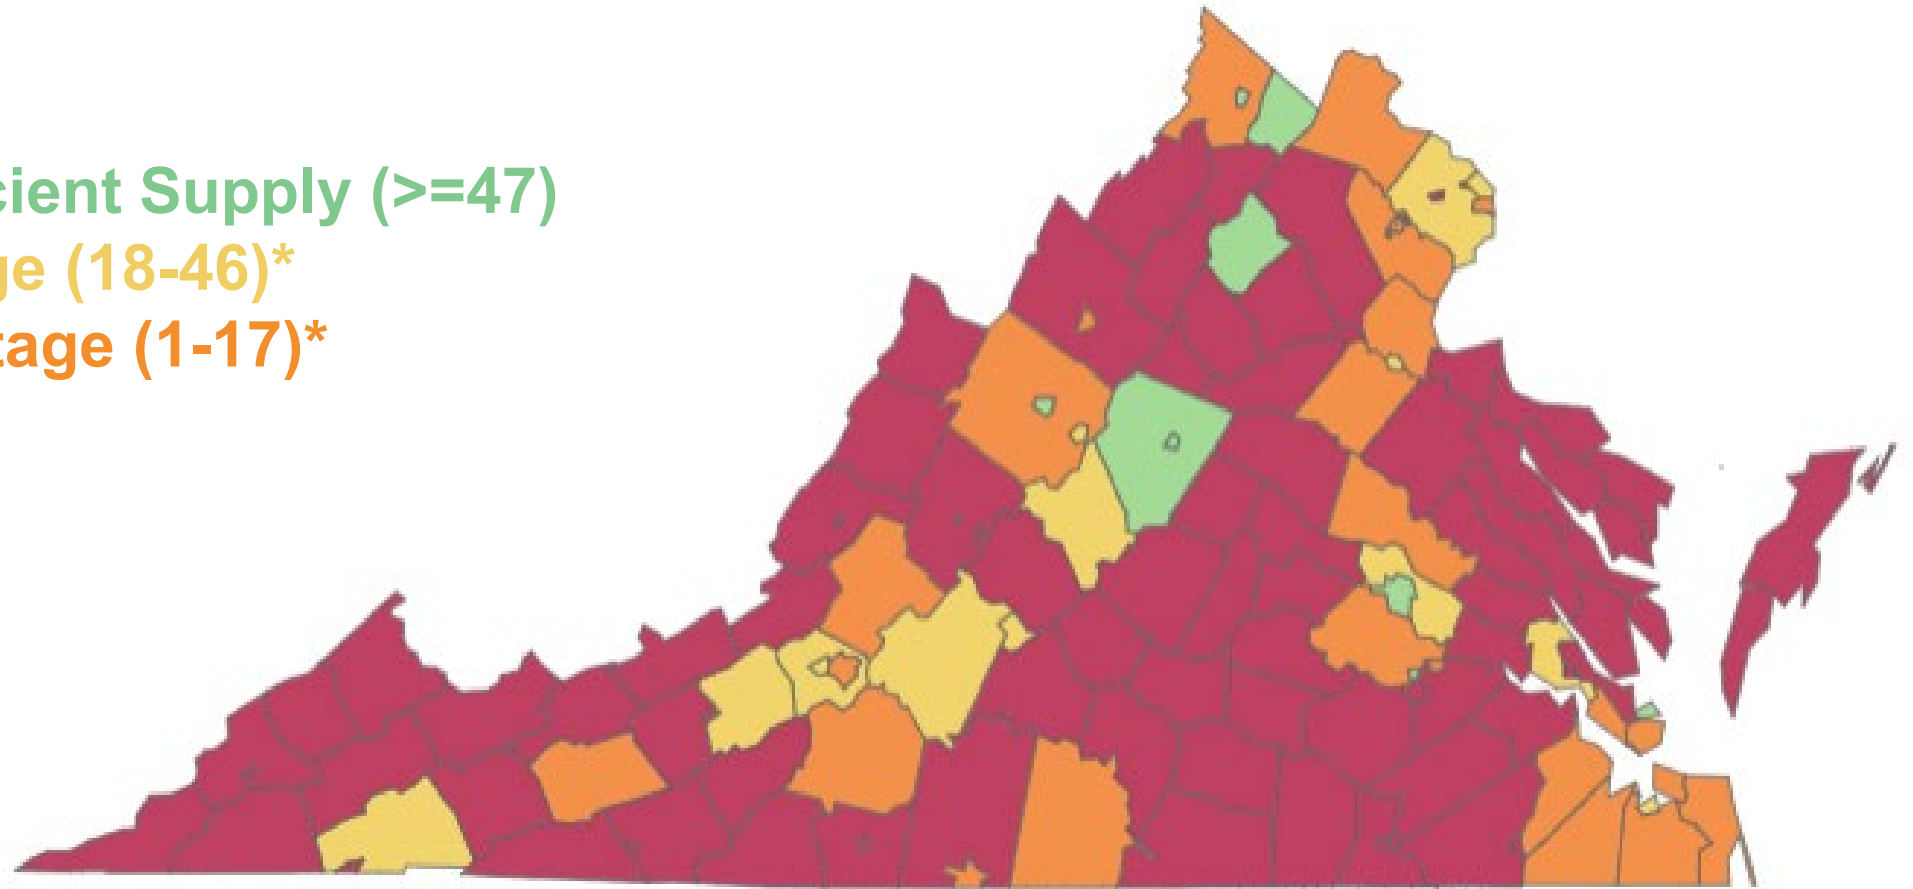 cient Supply (>=47)
ge (18-46)*
tage (1-17)*